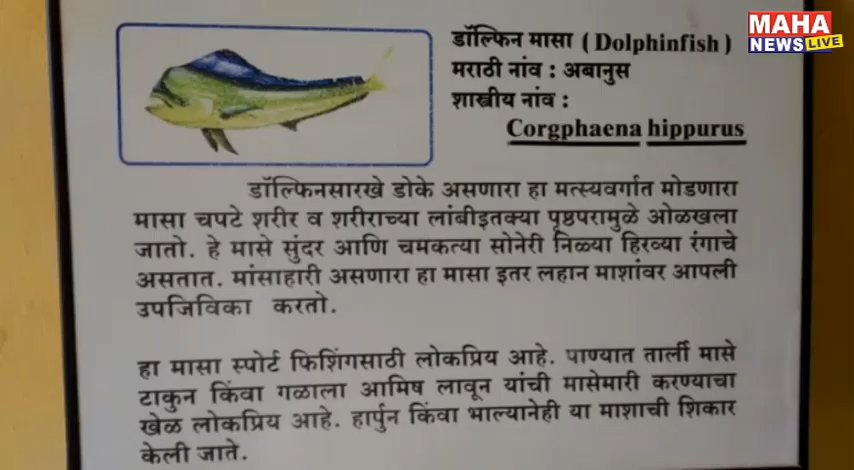 MAHA
NEWS LIVE
डॉल्फिन मासा ( Dolphinfish )
मराठी नांव : अबानुस
शास्त्रीय नांव :
Corgphaena hippurus
डॉल्फिनसारखे डोके असणारा हा मत्स्यवर्गात मोडणारा
मासा चपटे शरीर व शरीराच्या लांबीइतक्या पृष्ठपरामुळे ओळखला
जातो. हे मासे सुंदर आणि चमकत्या सोनेरी निळ्या हिरव्या रंगाचे
असतात. मांसाहारी असणारा हा मासा इतर लहान माशांवर आपली
उपजिविका करतो.
हा मासा स्पोर्ट फिशिंगसाठी लोकप्रिय आहे. पाण्यात तार्ली मासे
टाकुन किंवा गळाला आमिष लावून यांची मासेमारी करण्याचा
खेळ लोकप्रिय आहे. हार्पुन किंवा भाल्यानेही या माशाची शिकार
केली जाते.